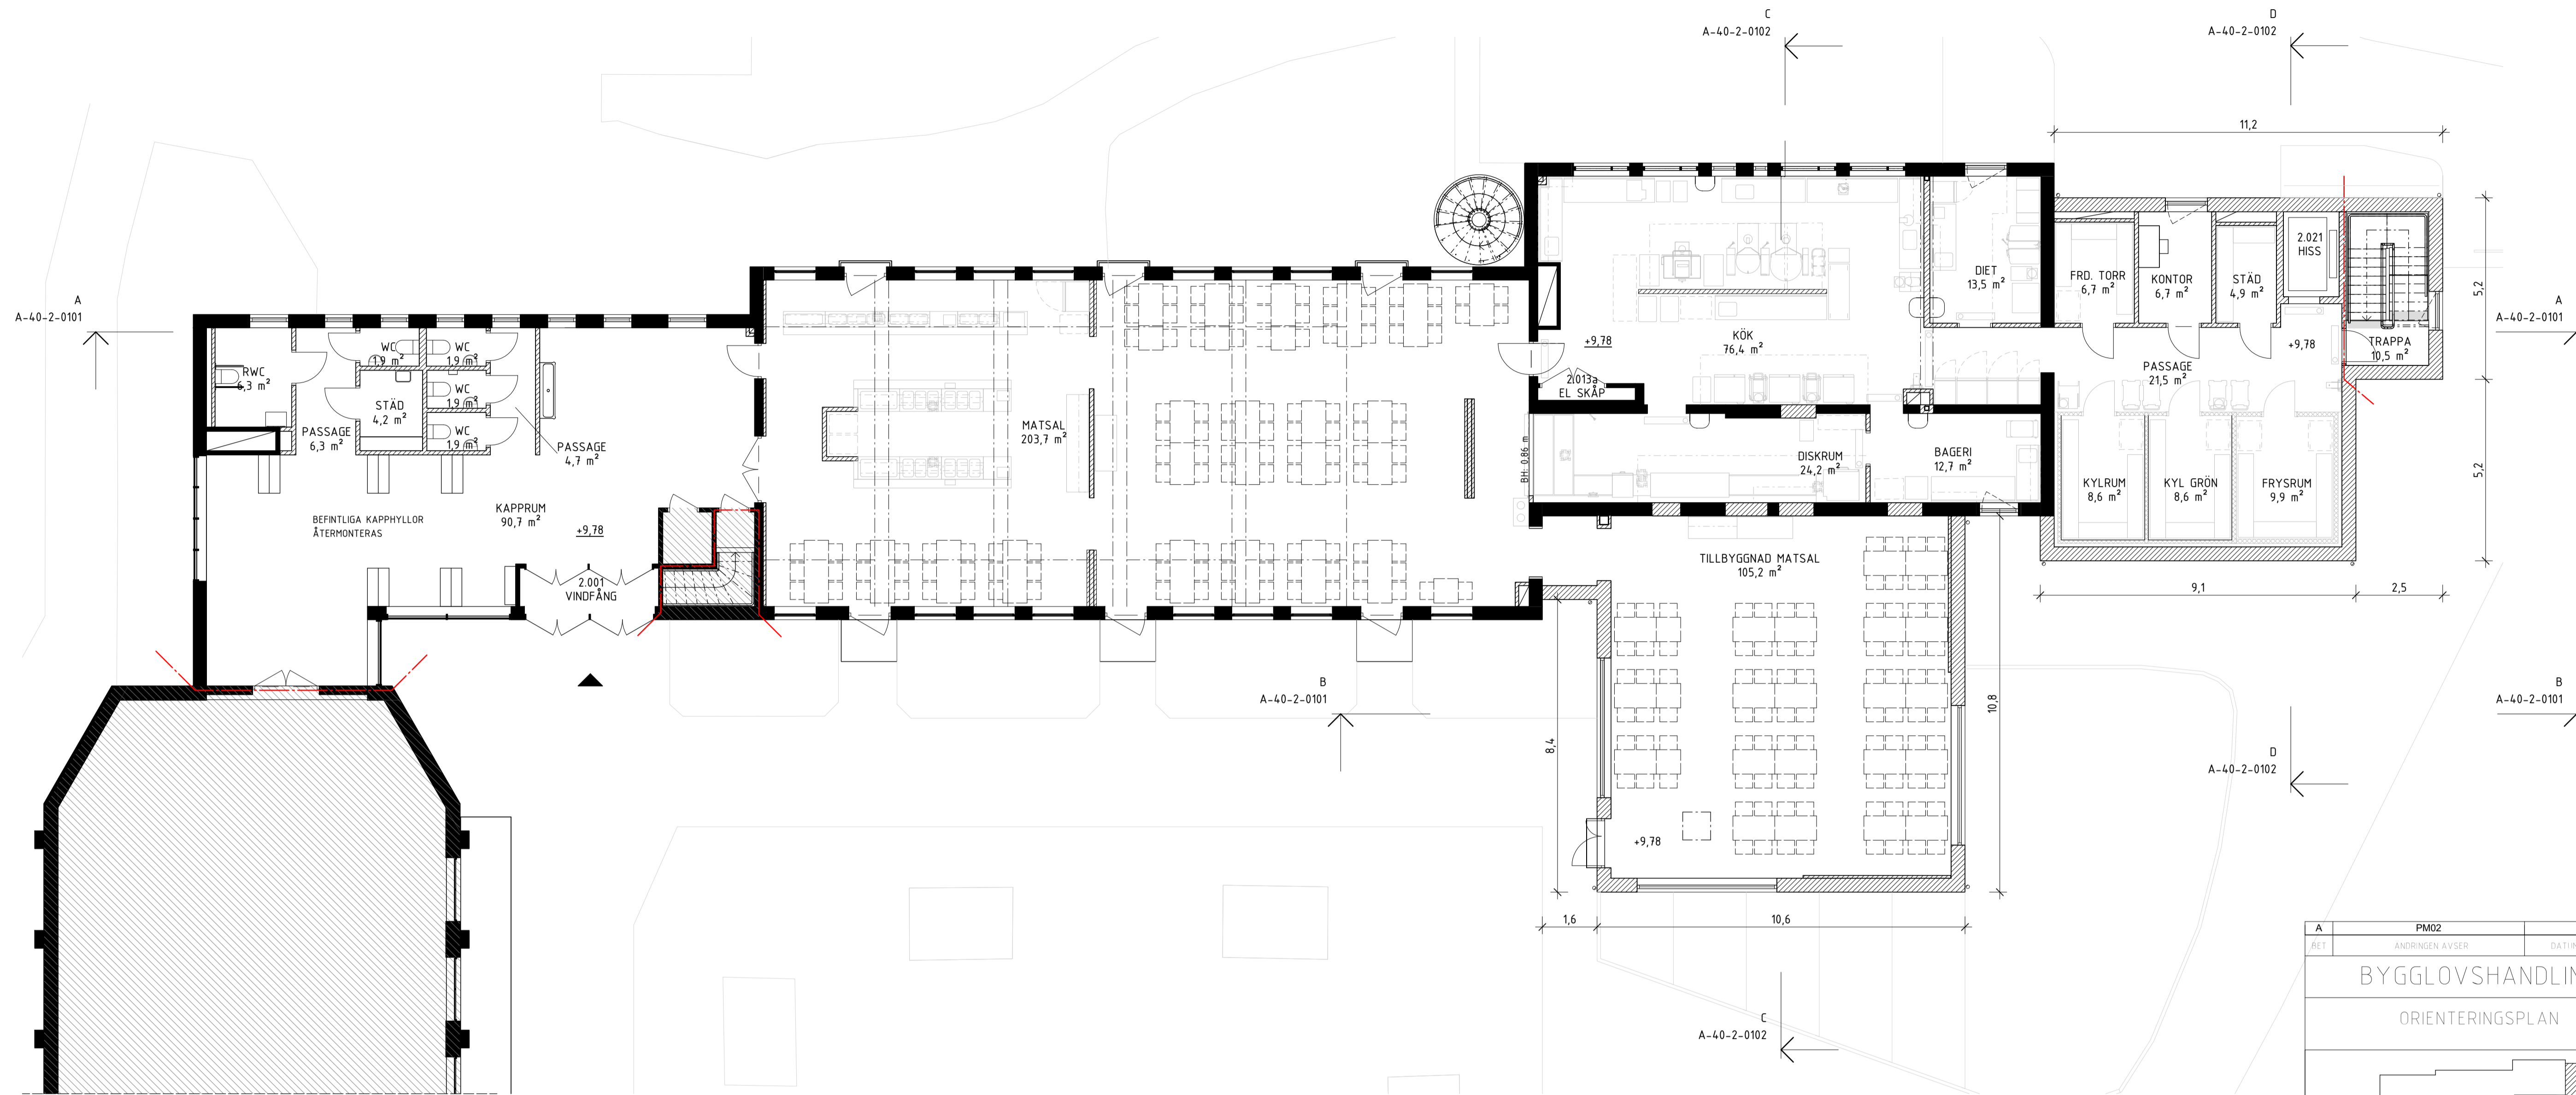 C
A-40-2-0102
D
A-40-2-0102
11,2
A
A-40-2-0101
A
A-40-2-0101
5,2
5,2
RWC
6,3 m²
WC
1,9 m²
WC
1,9 m²
WC
1,9 m²
WC
1,9 m²
STÄD
4,2 m²
PASSAGE
6,3 m²
PASSAGE
4,7 m²
KAPPRUM
90,7 m²
+9,78
BEFINTLIGA KAPPHYLLOR
ÅTERMONTERAS
2.001
VINDFÅNG
MATSAL
203,7 m²
+9,78
KÖK
76,4 m²
2.013a
EL SKÅP
DIET
13,5 m²
BH: 0,86 m
DISKRUM
24,2 m²
BAGERI
12,7 m²
FRD. TORR
6,7 m²
KONTOR
6,7 m²
STÄD
4,9 m²
2.021
HISS
+9,78
TRAPPA
10,5 m²
PASSAGE
21,5 m²
KYLRUM
8,6 m²
KYL GRÖN
8,6 m²
FRYSRUM
9,9 m²
9,1
2,5
TILLBYGGNAD MATSAL
105,2 m²
+9,78
8,4
10,8
1,6
10,6
B
A-40-2-0101
B
A-40-2-0101
D
A-40-2-0102
C
A-40-2-0102
A
PM02
BET
ÄNDRINGEN AVSER
DATUM
BYGGLOVSHANDLIN
ORIENTERINGSPLAN